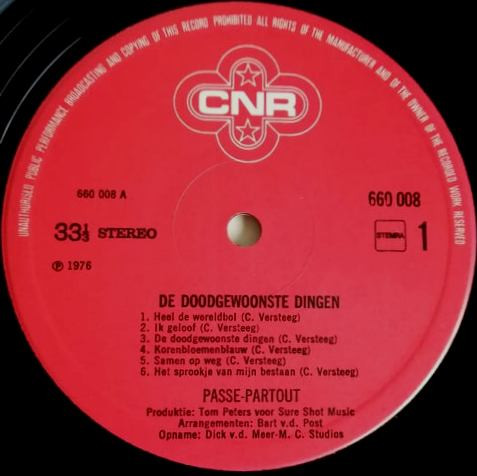 UNAUTHORISED PUBLIC PERFORMANCE, BROADCASTING AND COPYING OF THIS RECORD PROHIBITED ALL RIGHTS OF THE MANUFACTURER AND OF THE OWNER OF THE RECORDED WORK RESERVED
CNR
660 008 A
660 008
33⅓ STEREO
STEMRA 1
℗ 1976
DE DOODGEWOONSTE DINGEN
1. Heel de wereldbol (C. Versteeg)
2. Ik geloof (C. Versteeg)
3. De doodgewoonste dingen (C. Versteeg)
4. Korenbloemenblauw (C. Versteeg)
5. Samen op weg (C. Versteeg)
6. Het sprookje van mijn bestaan (C. Versteeg)
PASSE-PARTOUT
Produktie: Tom Peters voor Sure Shot Music
Arrangementen: Bart v.d. Post
Opname: Dick v.d. Meer-M. C. Studios